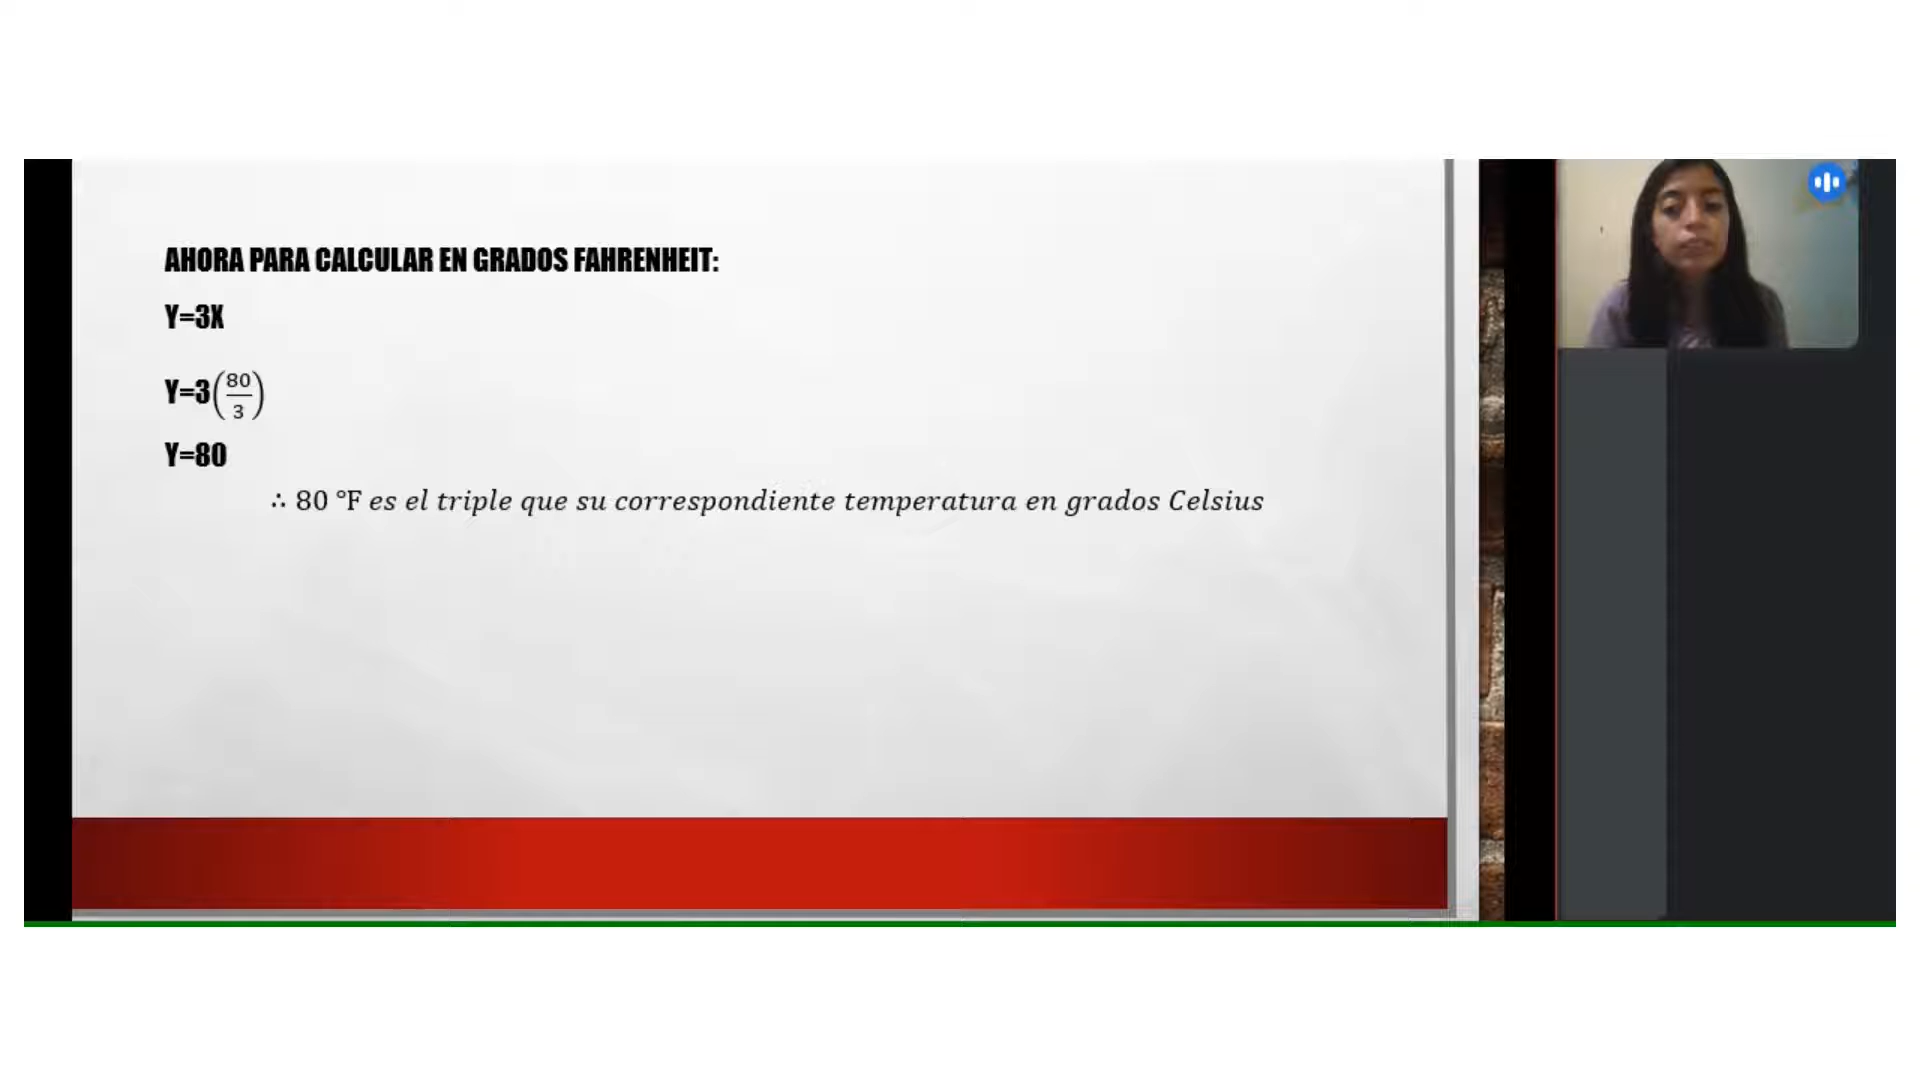 AHORA PARA CALCULAR EN GRADOS FAHRENHEIT:
Y=3X
Y=3(80/3)
Y=80
∴ 80 °F es el triple que su correspondiente temperatura en grados Celsius